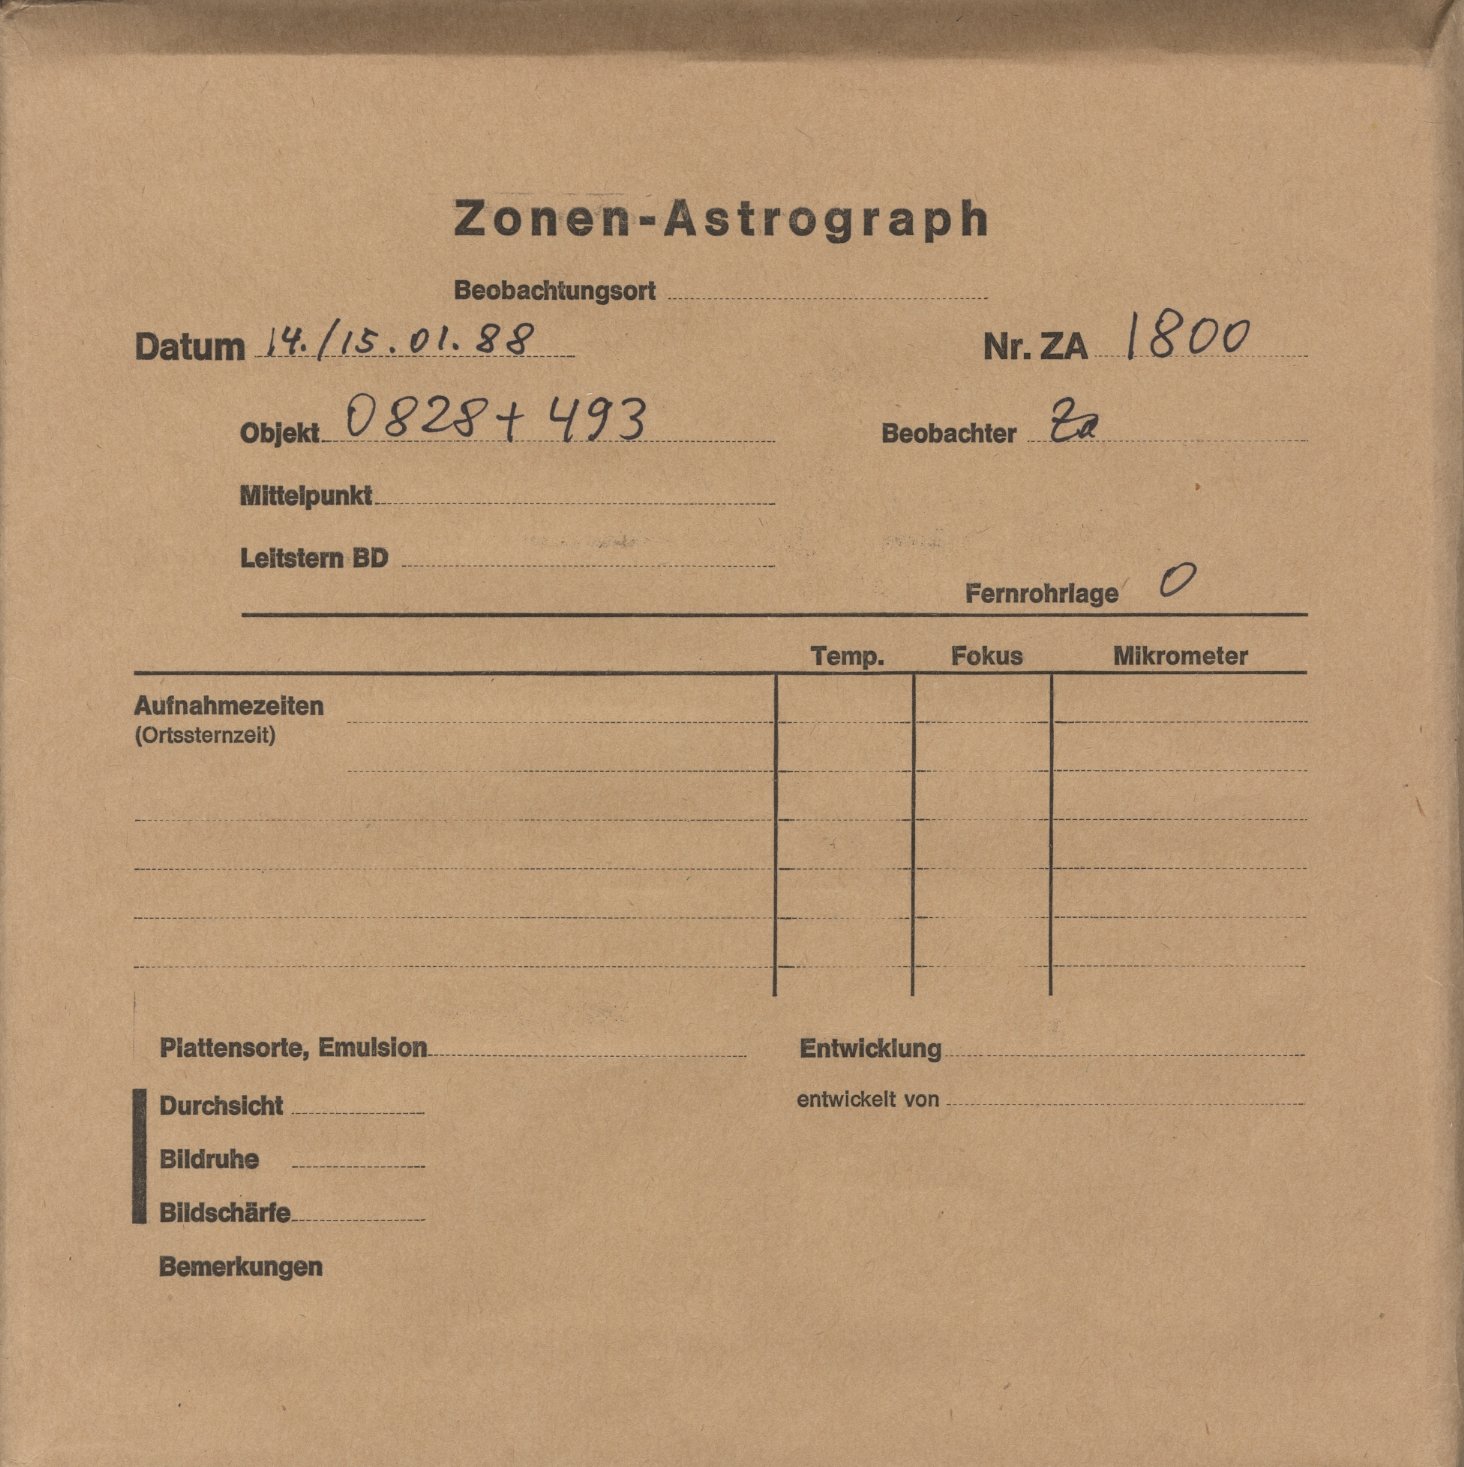 Zonen-Astrograph
Beobachtungsort
Datum 14./15.01.88 Nr. ZA 1800
Objekt 0828+493 Beobachter Za
Mittelpunkt
Leitstern BD
Fernrohrlage O
Temp. Fokus Mikrometer
Aufnahmezeiten
(Ortssternzeit)
Plattensorte, Emulsion Entwicklung
Durchsicht entwickelt von
Bildruhe
Bildschärfe
Bemerkungen